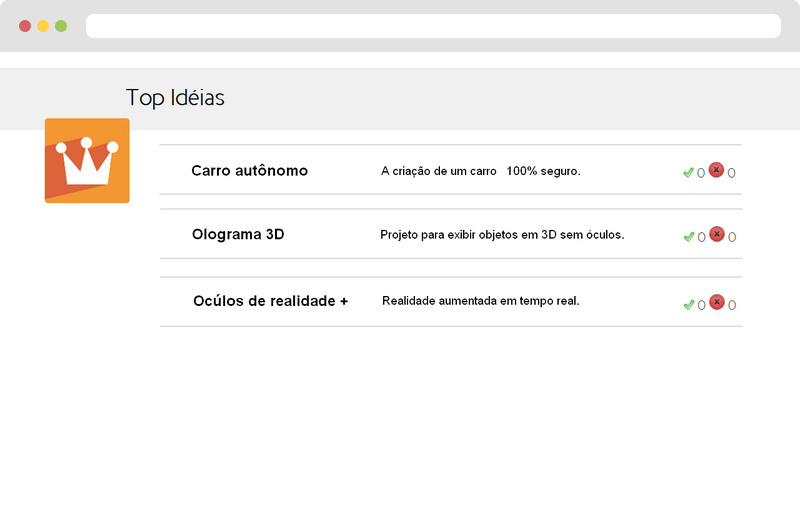 Top Idéias
Carro autônomo A criação de um carro 100% seguro. 0 0
Olograma 3D Projeto para exibir objetos em 3D sem óculos. 0 0
Ocúlos de realidade + Realidade aumentada em tempo real. 0 0